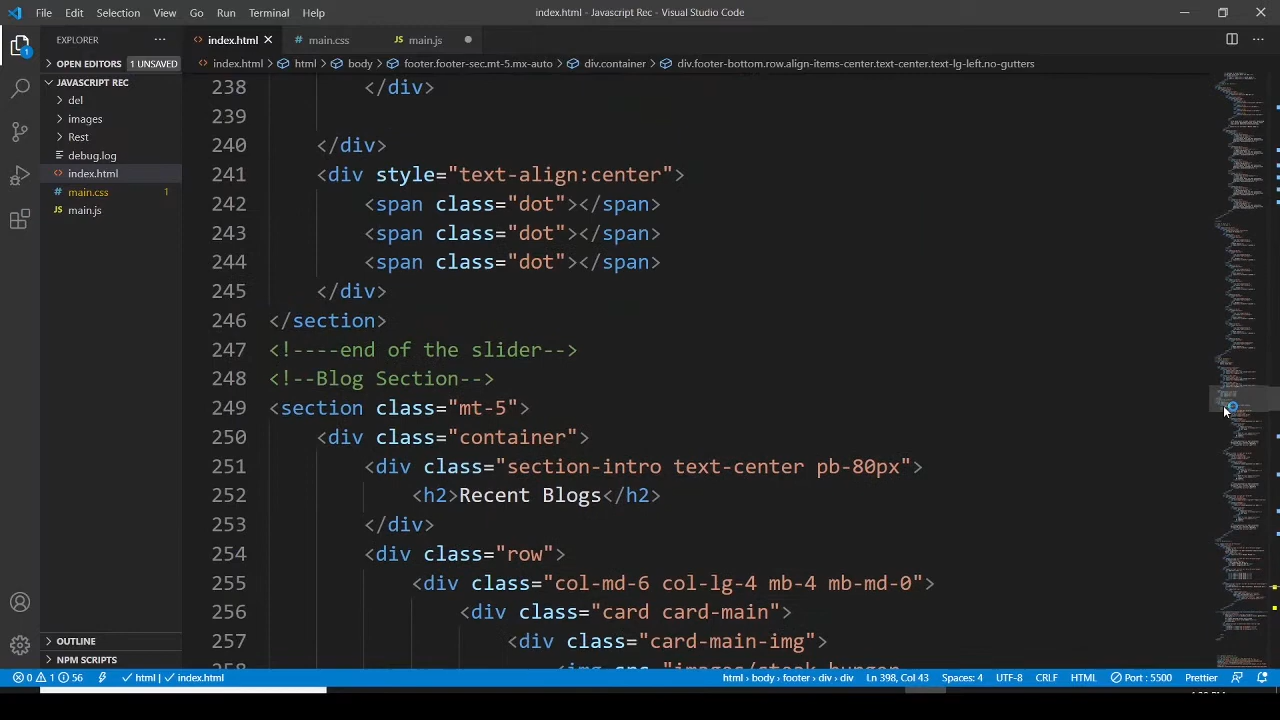 File Edit Selection View Go Run Terminal Help
index.html - Javascript Rec - Visual Studio Code
EXPLORER
index.html
main.css
main.js
OPEN EDITORS 1 UNSAVED
index.html > html > body > footer.footer-sec.mt-5.mx-auto > div.container > div.footer-bottom.row.align-items-center.text-center.text-lg-left.no-gutters
JAVASCRIPT REC
del
images
Rest
debug.log
index.html
main.css 1
main.js
OUTLINE
NPM SCRIPTS
1
238 </div>
239
240 </div>
241 <div style="text-align:center">
242 <span class="dot"></span>
243 <span class="dot"></span>
244 <span class="dot"></span>
245 </div>
246 </section>
247 <!----end of the slider-->
248 <!--Blog Section-->
249 <section class="mt-5">
250 <div class="container">
251 <div class="section-intro text-center pb-80px">
252 <h2>Recent Blogs</h2>
253 </div>
254 <div class="row">
255 <div class="col-md-6 col-lg-4 mb-4 mb-md-0">
256 <div class="card card-main">
257 <div class="card-main-img">
0 1 56 html index.html
html > body > footer > div > div Ln 398, Col 43 Spaces: 4 UTF-8 CRLF HTML Port : 5500 Prettier